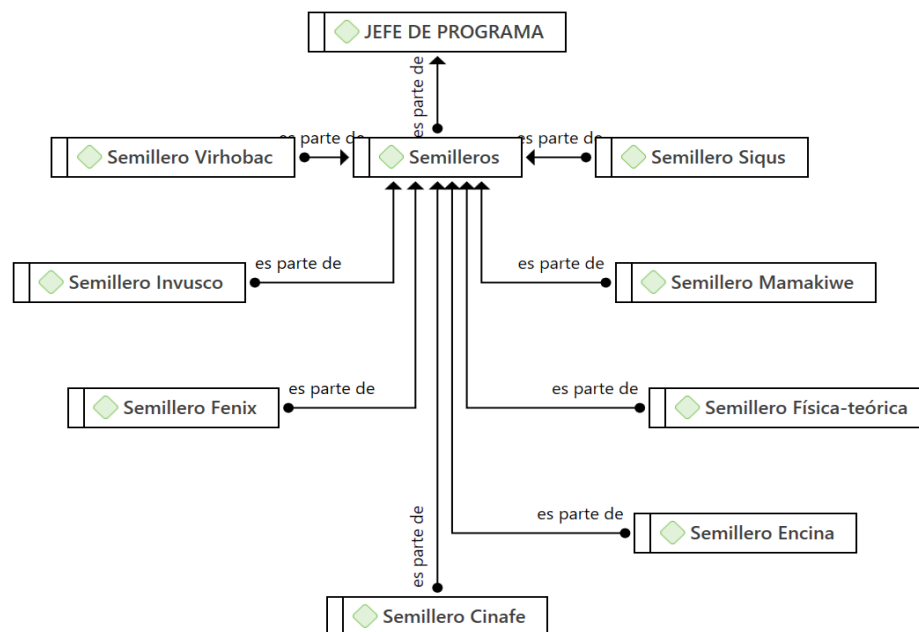 JEFE DE PROGRAMA
es parte de
es parte de
es parte de
Semillero Virhobac
Semilleros
Semillero Siqus
es parte de
es parte de
Semillero Invusco
Semillero Mamakiwe
es parte de
es parte de
Semillero Fenix
Semillero Física-teórica
es parte de
es parte de
Semillero Encina
Semillero Cinafe